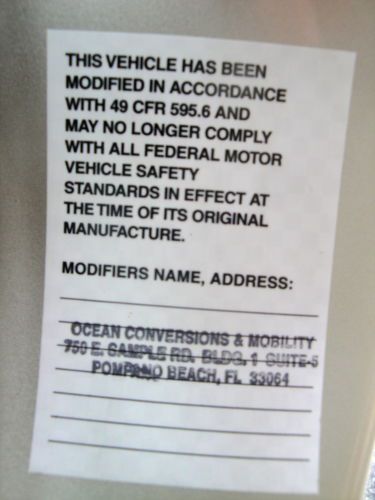 THIS VEHICLE HAS BEEN
MODIFIED IN ACCORDANCE
WITH 49 CFR 595.6 AND
MAY NO LONGER COMPLY
WITH ALL FEDERAL MOTOR
VEHICLE SAFETY
STANDARDS IN EFFECT AT
THE TIME OF ITS ORIGINAL
MANUFACTURE.
MODIFIERS NAME, ADDRESS:
OCEAN CONVERSIONS & MOBILITY
750 E. SAMPLE RD. BLDG. 1 SUITE-5
POMPANO BEACH, FL 33064